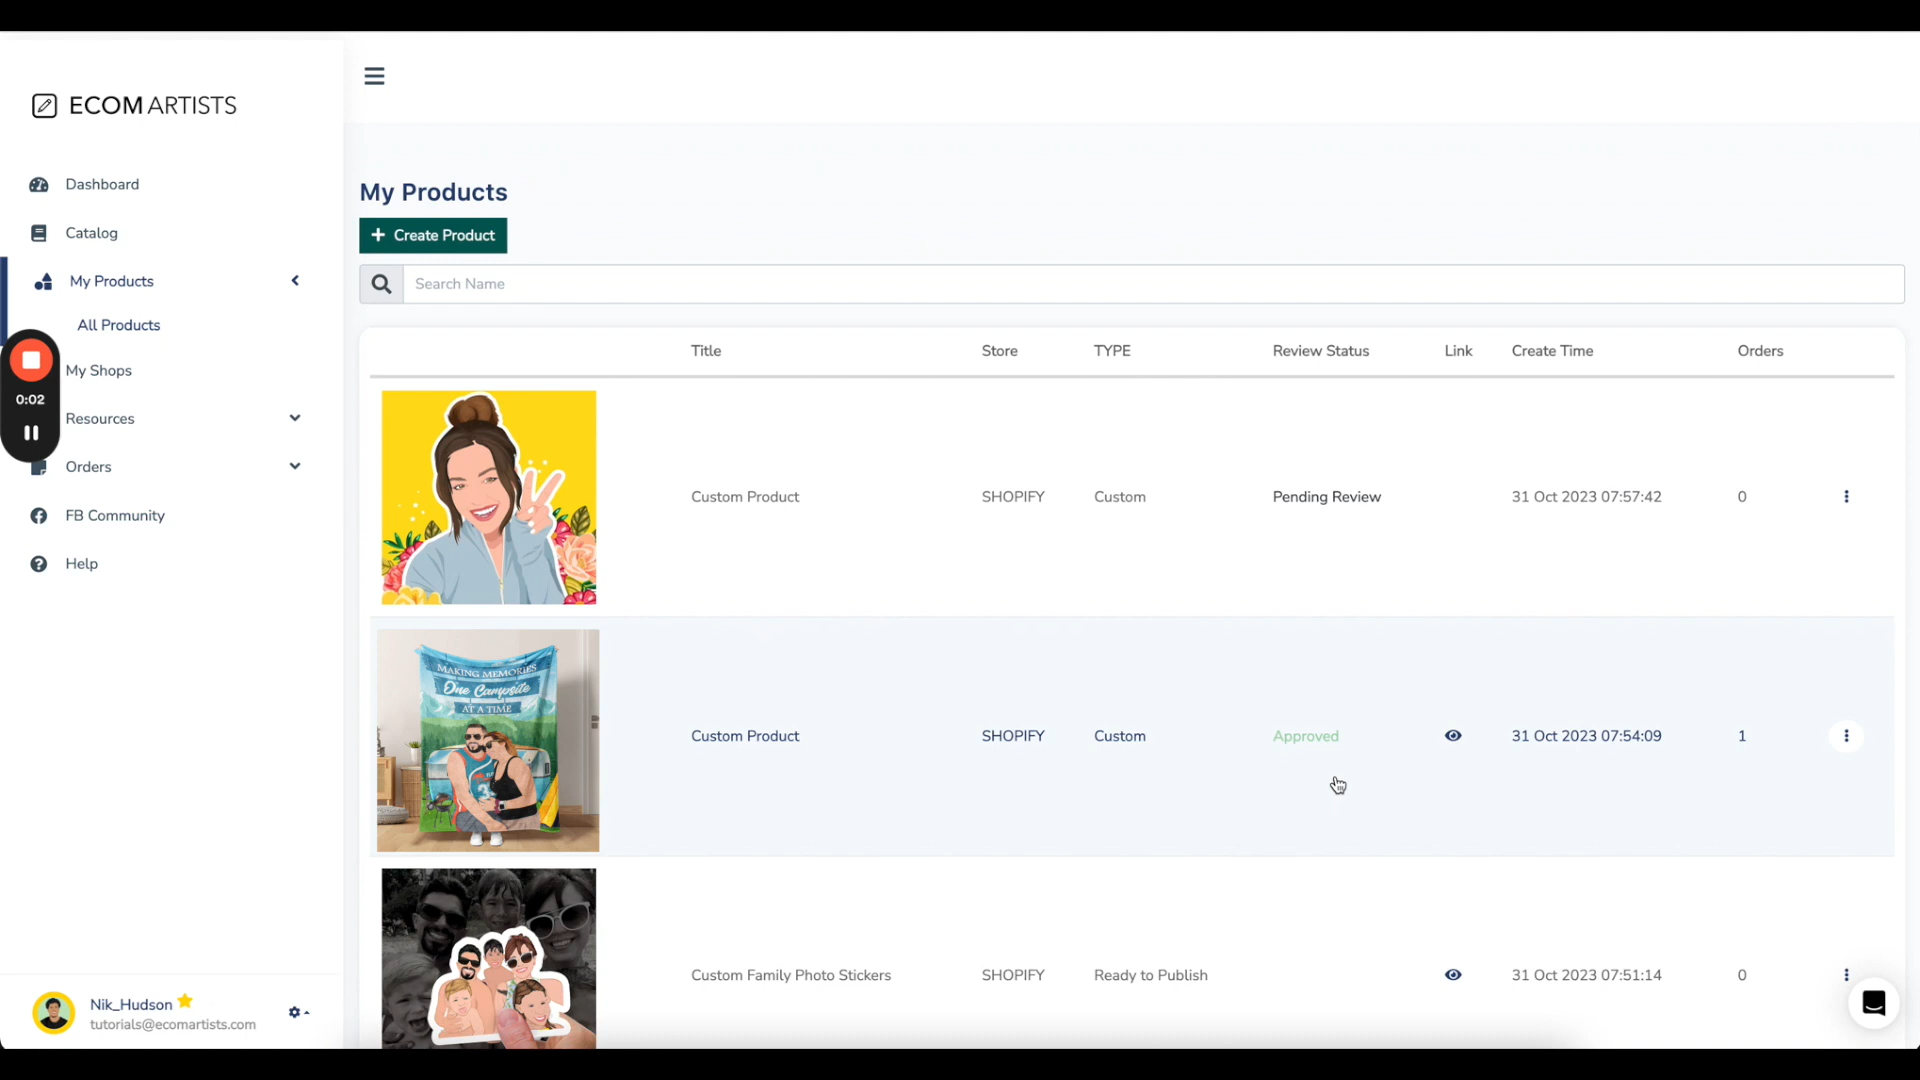 ECOM ARTISTS
Dashboard
Catalog
My Products
All Products
0:02
My Shops
Resources
Orders
FB Community
Help
Nik_Hudson
tutorials@ecomartists.com
My Products
+ Create Product
Search Name
Title Store TYPE Review Status Link Create Time Orders
Custom Product SHOPIFY Custom Pending Review 31 Oct 2023 07:57:42 0
MAKING MEMORIES
One Campsite
AT A TIME
Custom Product SHOPIFY Custom Approved 31 Oct 2023 07:54:09 1
Custom Family Photo Stickers SHOPIFY Ready to Publish 31 Oct 2023 07:51:14 0